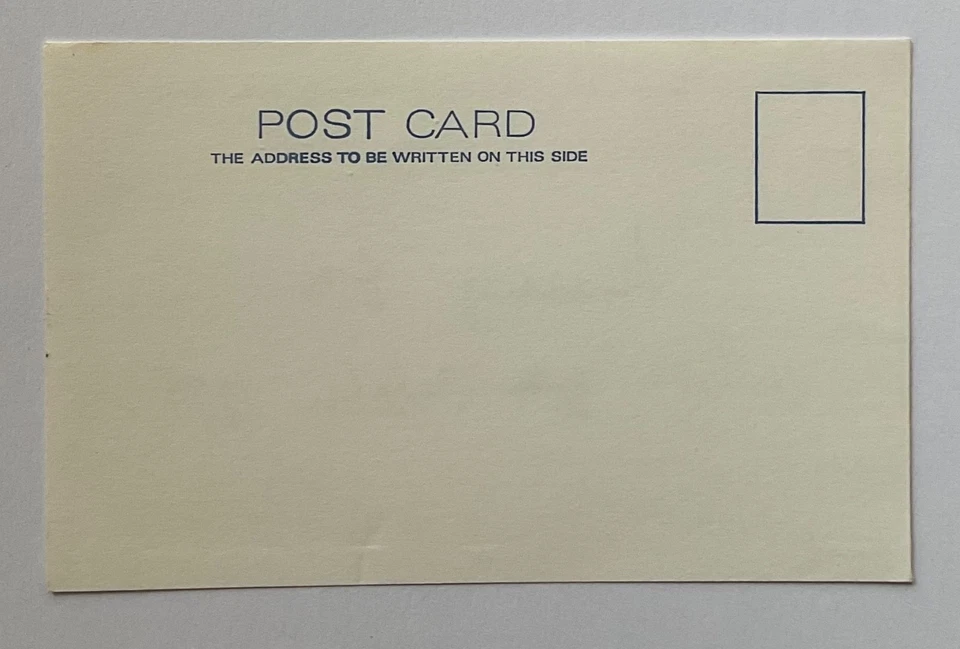 POST CARD
THE ADDRESS TO BE WRITTEN ON THIS SIDE